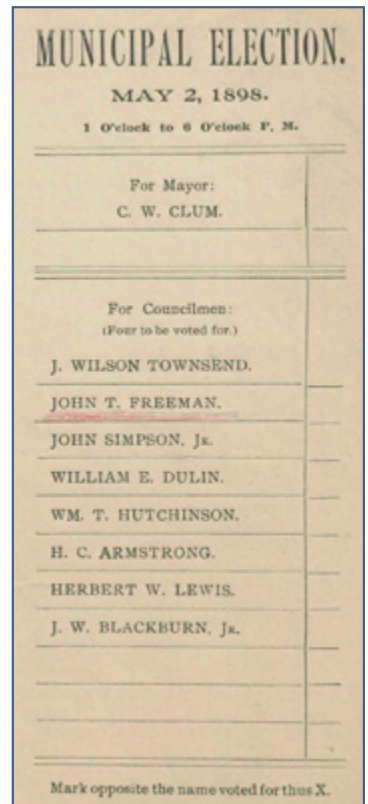 MUNICIPAL ELECTION.
MAY 2, 1898.
1 O'clock to 6 O'clock P. M.
For Mayor:
C. W. CLUM.
For Councilmen:
(Four to be voted for.)
J. WILSON TOWNSEND.
JOHN T. FREEMAN.
JOHN SIMPSON, JR.
WILLIAM E. DULIN.
WM. T. HUTCHINSON.
H. C. ARMSTRONG.
HERBERT W. LEWIS.
J. W. BLACKBURN, JR.
Mark opposite the name voted for thus X.